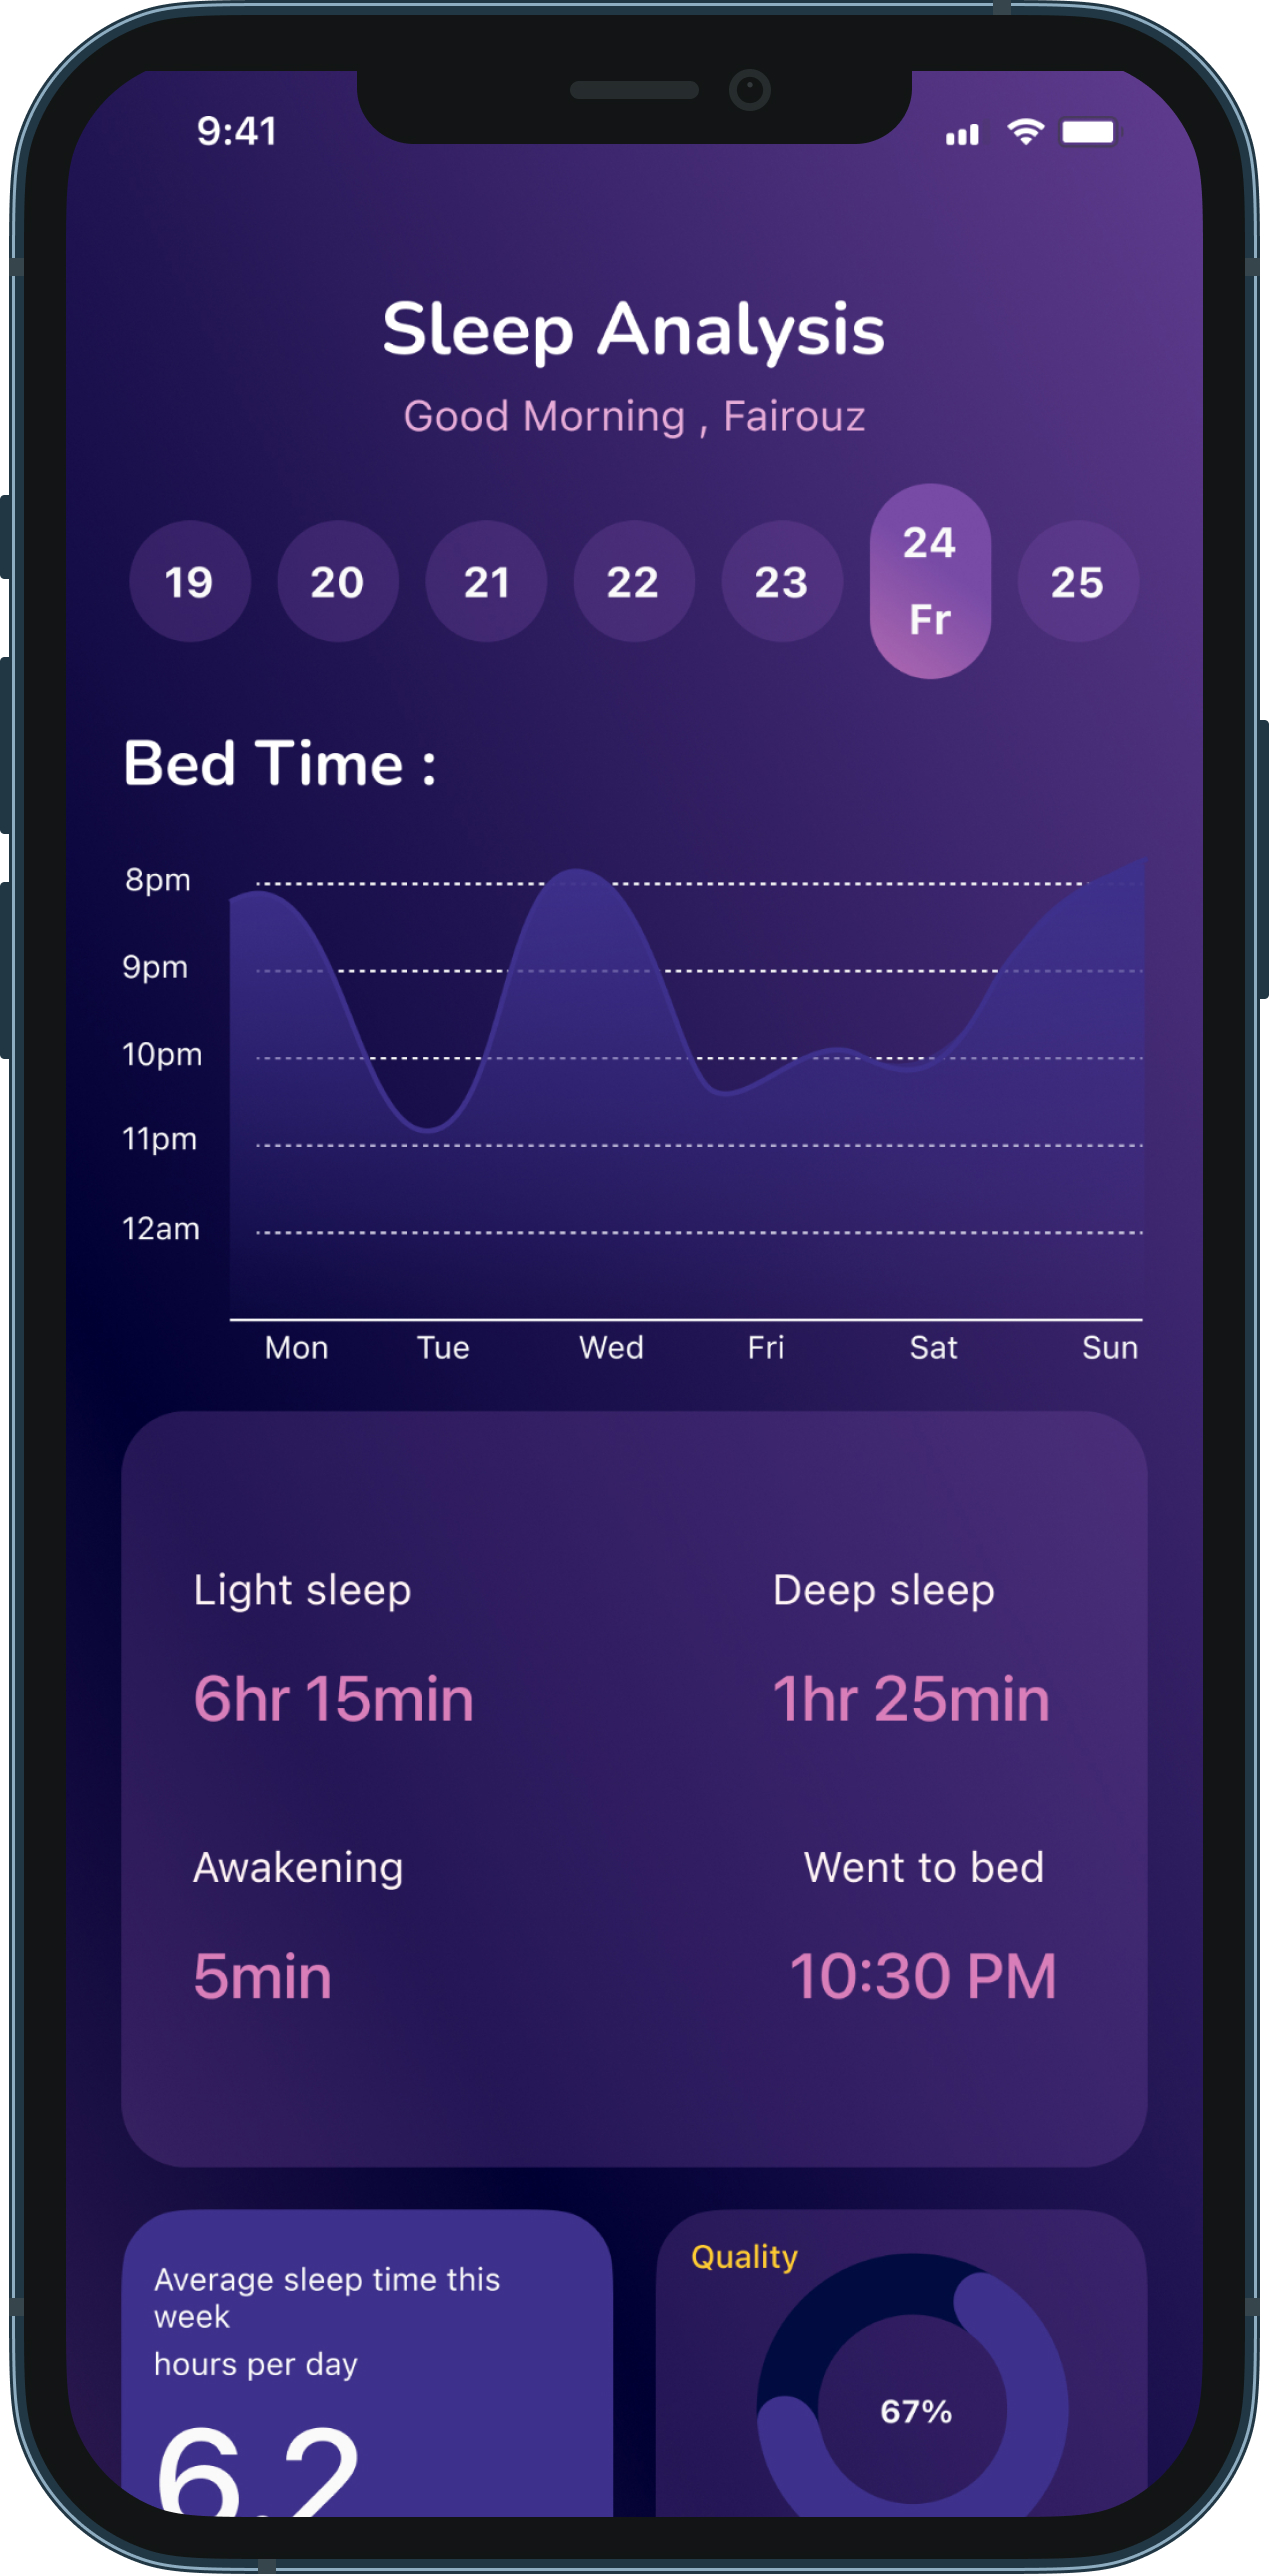 9:41
Sleep Analysis
Good Morning , Fairouz
19 20 21 22 23 24 25
Fr
Bed Time :
8pm
9pm
10pm
11pm
12am
Mon Tue Wed Fri Sat Sun
Light sleep Deep sleep
6hr 15min 1hr 25min
Awakening Went to bed
5min 10:30 PM
Quality
Average sleep time this
week
hours per day
67%
6.2